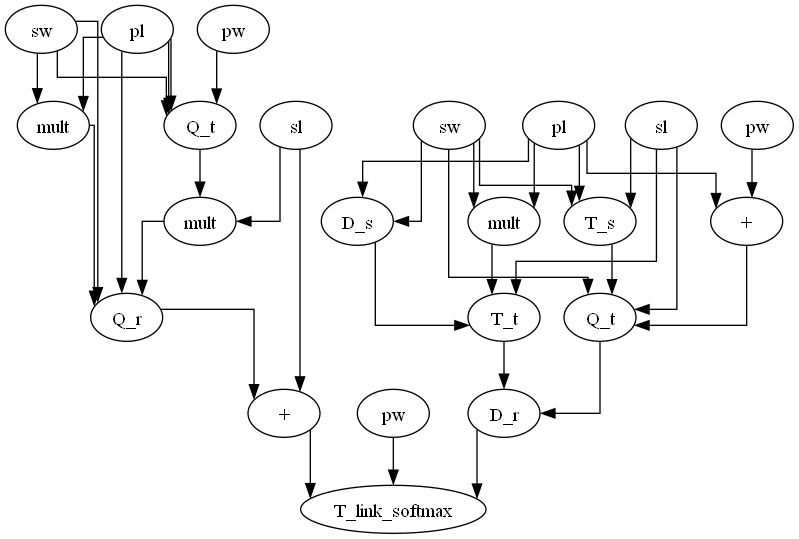 sw pl pw
mult Q_t sl sw pl sl pw
mult D_s mult T_s +
Q_r T_t Q_t
+ pw D_r
T_link_softmax